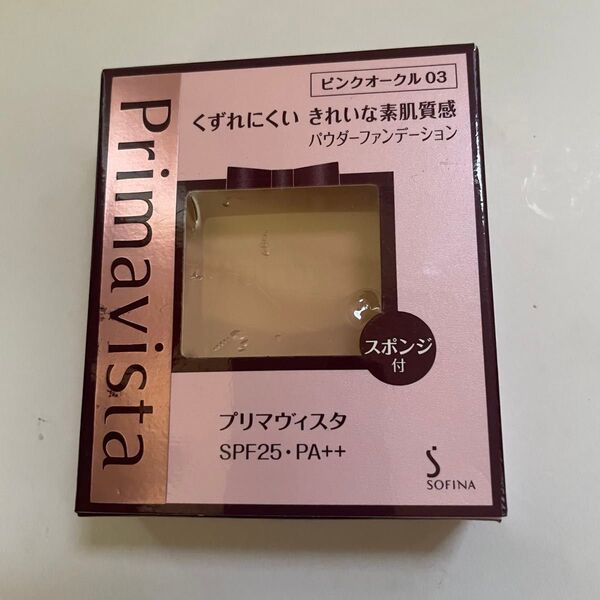 Primavista
ピンクオークル 03
くずれにくい きれいな素肌質感
パウダーファンデーション
スポンジ
付
プリマヴィスタ
SPF25・PA++
SOFINA